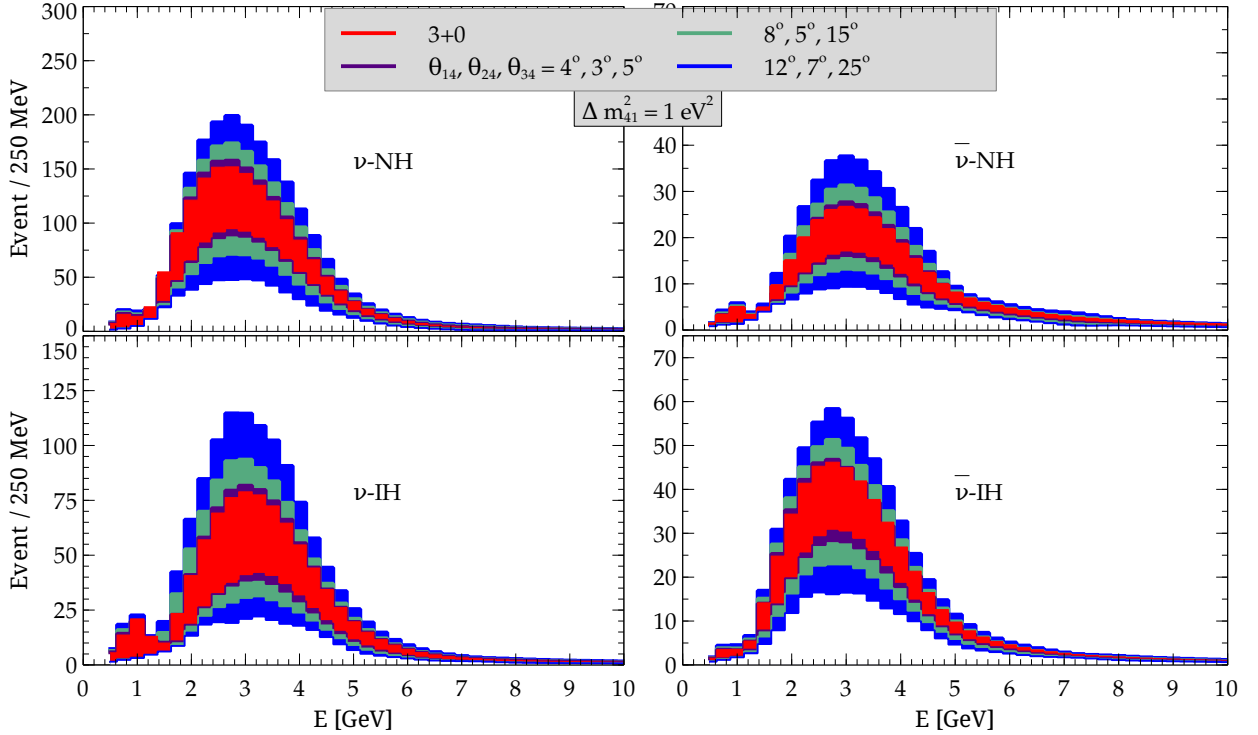 3+0
θ14, θ24, θ34 = 4°, 3°, 5°
8°, 5°, 15°
12°, 7°, 25°
Δ m²41 = 1 eV²
Event / 250 MeV
300
250
200
150
100
50
0
ν-NH
70
40
30
20
10
0
ν̅-NH
Event / 250 MeV
150
125
100
75
50
25
0
ν-IH
0 1 2 3 4 5 6 7 8 9 10
E [GeV]
70
60
50
40
30
20
10
0
ν̅-IH
0 1 2 3 4 5 6 7 8 9 10
E [GeV]